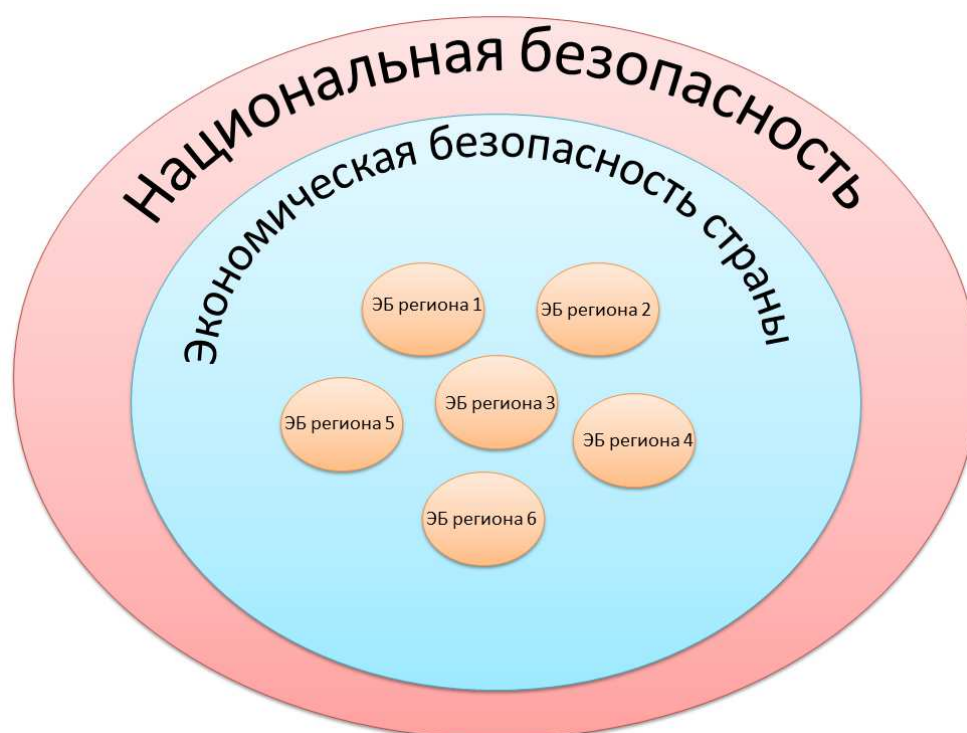 Национальная безопасность
Экономическая безопасность страны
ЭБ региона 1
ЭБ региона 2
ЭБ региона 3
ЭБ региона 5
ЭБ региона 4
ЭБ региона 6